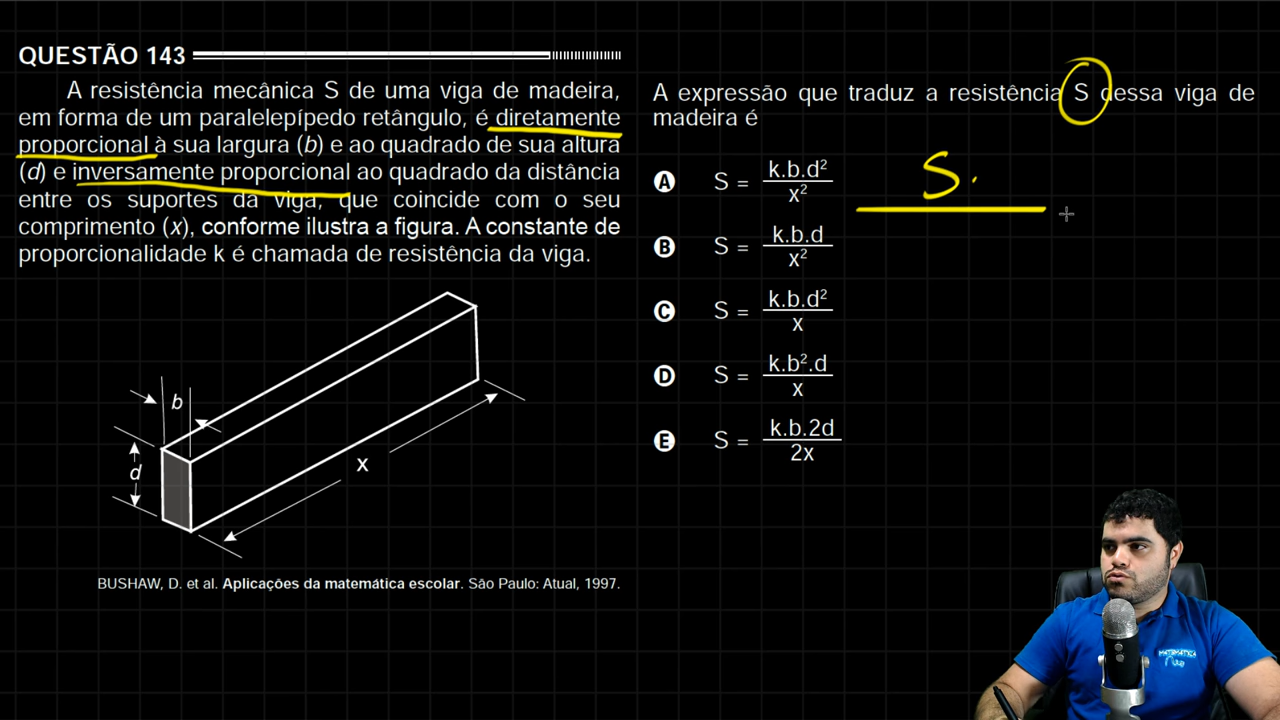 QUESTÃO 143
A resistência mecânica S de uma viga de madeira,
em forma de um paralelepípedo retângulo, é diretamente
proporcional à sua largura (b) e ao quadrado de sua altura
(d) e inversamente proporcional ao quadrado da distância
entre os suportes da viga, que coincide com o seu
comprimento (x), conforme ilustra a figura. A constante de
proporcionalidade k é chamada de resistência da viga.
b
d
x
BUSHAW, D. et al. Aplicações da matemática escolar. São Paulo: Atual, 1997.
A expressão que traduz a resistência S dessa viga de
madeira é
A S = k.b.d²
x²
B S = k.b.d
x²
C S = k.b.d²
x
D S = k.b².d
x
E S = k.b.2d
2x
S.
MATEMÁTICA